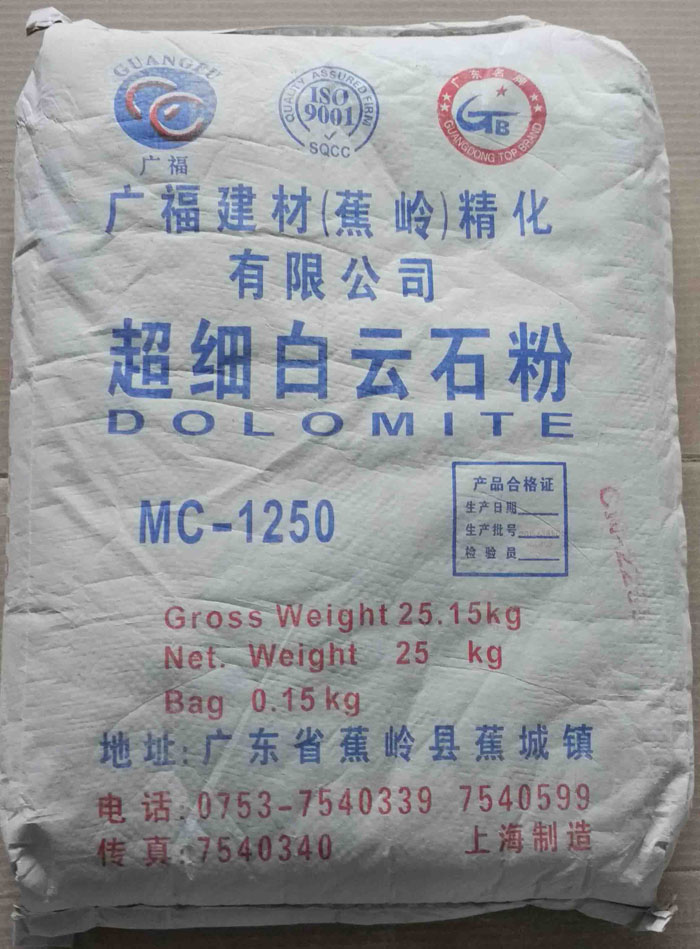 GUANGFU
广福
QUALITY ASSURED FIRM
ISO
9001
SQCC
广东名牌
GB
GUANGDONG TOP BRAND
广福建材(蕉岭)精化
有限公司
超细白云石粉
DOLOMITE
MC-1250
产品合格证
生产日期
生产批号
检验员
Gross Weight 25.15kg
Net. Weight 25 kg
Bag 0.15kg
地址:广东省蕉岭县蕉城镇
电话:0753-7540339 7540599
传真:7540340 上海制造